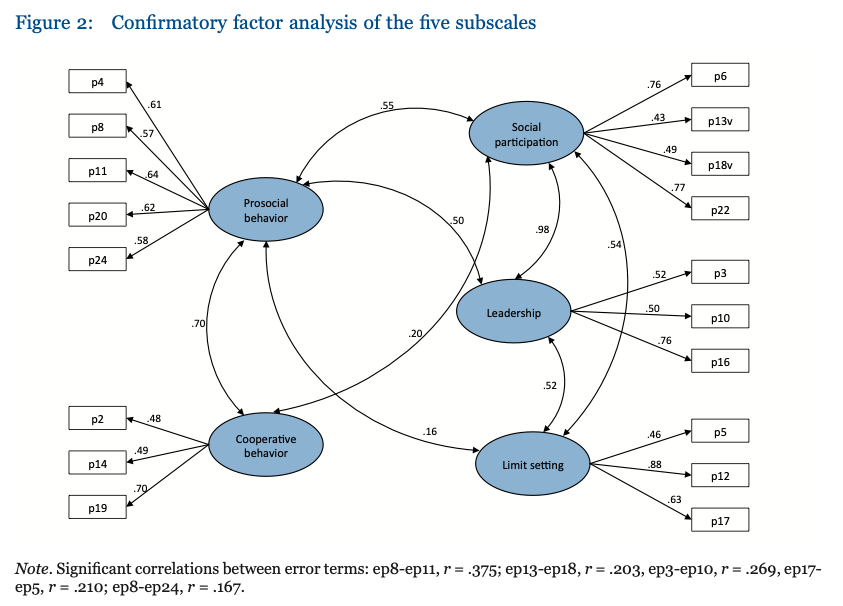 Figure 2: Confirmatory factor analysis of the five subscales
p4
p8
p11
p20
p24
.61
.57
.64
.62
.58
Prosocial
behavior
.55
.50
.70
.20
.16
Social
participation
.76
.43
.49
.77
p6
p13v
p18v
p22
.98
.54
Leadership
.52
.50
.76
p3
p10
p16
.52
p2
p14
p19
.48
.49
.70
Cooperative
behavior
Limit setting
.46
.88
.63
p5
p12
p17
Note. Significant correlations between error terms: ep8-ep11, r = .375; ep13-ep18, r = .203, ep3-ep10, r = .269, ep17-
ep5, r = .210; ep8-ep24, r = .167.